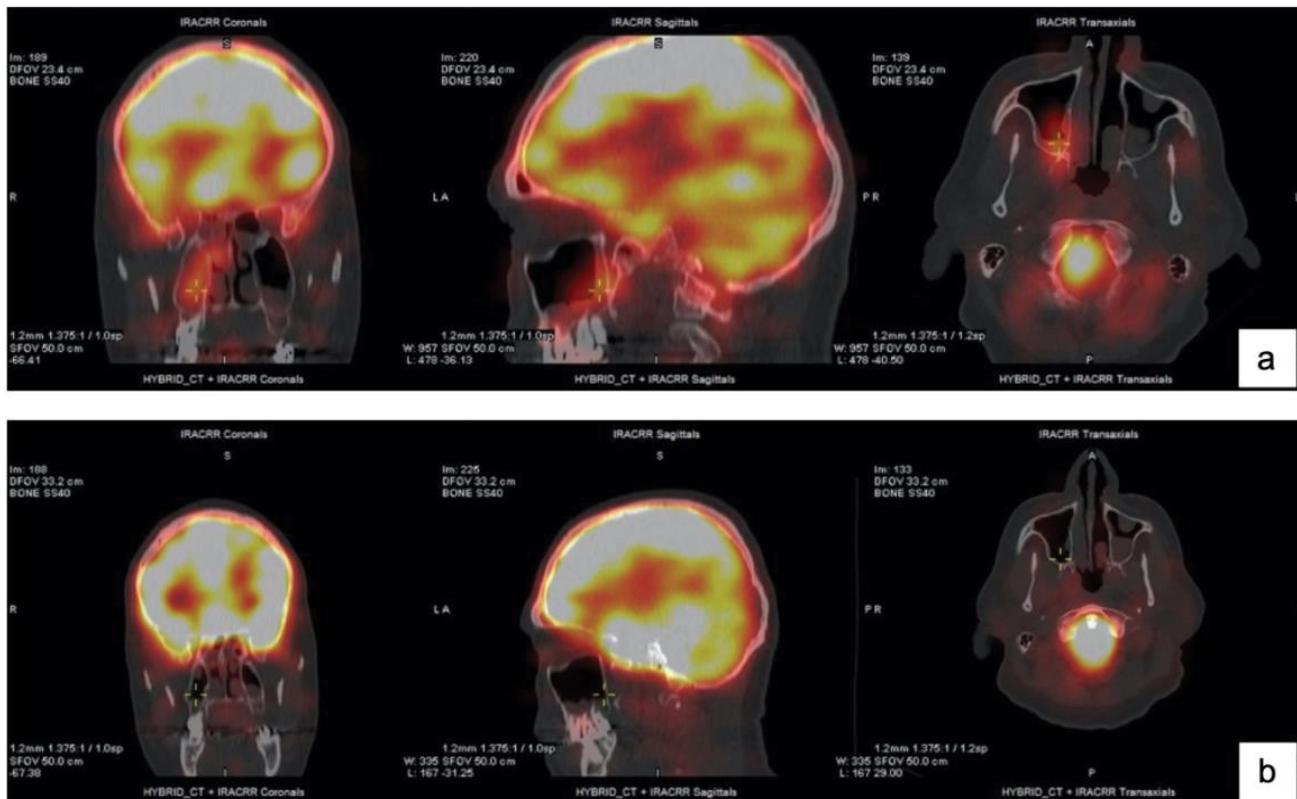 IRACRR Coronals
S
Im: 189
DFOV 23.4 cm
BONE SS40
R
1.2mm 1.375:1 / 1.0sp
SFOV 50.0 cm
-66.41
I
HYBRID_CT + IRACRR Coronals
IRACRR Sagittals
S
Im: 220
DFOV 23.4 cm
BONE SS40
L A
1.2mm 1.375:1 / 1.0sp
W: 957 SFOV 50.0 cm
L: 478 -36.13
I
HYBRID_CT + IRACRR Sagittals
IRACRR Transaxials
A
Im: 139
DFOV 23.4 cm
BONE SS40
P R
1.2mm 1.375:1 / 1.2sp
W: 957 SFOV 50.0 cm
L: 478 -40.50
P
HYBRID_CT + IRACRR Transaxials
a
IRACRR Coronals
S
Im: 188
DFOV 33.2 cm
BONE SS40
R
1.2mm 1.375:1 / 1.0sp
SFOV 50.0 cm
-67.38
I
HYBRID_CT + IRACRR Coronals
IRACRR Sagittals
S
Im: 225
DFOV 33.2 cm
BONE SS40
L A
1.2mm 1.375:1 / 1.0sp
W: 335 SFOV 50.0 cm
L: 167 -31.25
I
HYBRID_CT + IRACRR Sagittals
IRACRR Transaxials
A
Im: 133
DFOV 33.2 cm
BONE SS40
P R
1.2mm 1.375:1 / 1.2sp
W: 335 SFOV 50.0 cm
L: 167 29.00
P
HYBRID_CT + IRACRR Transaxials
b